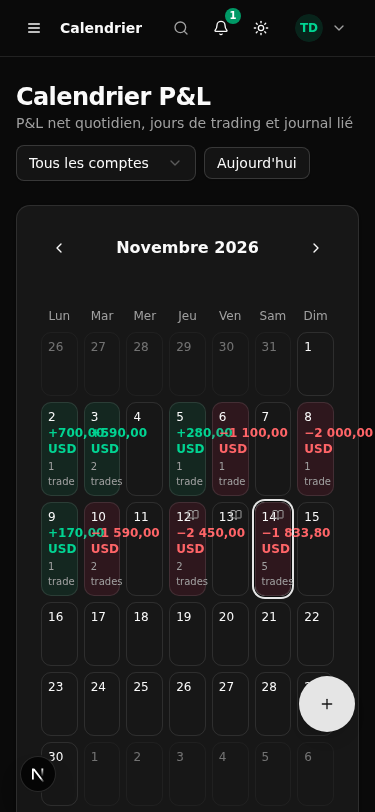 Calendrier
1
TD
Calendrier P&L
P&L net quotidien, jours de trading et journal lié
Tous les comptes
Aujourd'hui
Novembre 2026
Lun Mar Mer Jeu Ven Sam Dim
26 27 28 29 30 31 1
2 3 4 5 6 7 8
+700,00 +590,00 +280,00 −1 100,00 −2 000,00
USD USD USD USD USD
1 2 1 1 1
trade trades trade trade trade
9 10 11 12 13 14 15
+170,00 −1 590,00 −2 450,00 −1 833,80
USD USD USD USD
1 2 2 5
trade trades trades trades
16 17 18 19 20 21 22
23 24 25 26 27 28
30 1 2 3 4 5 6
N